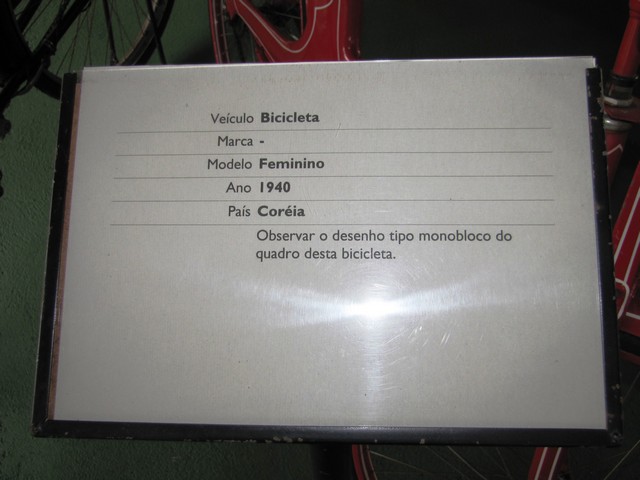 Veículo Bicicleta
Marca -
Modelo Feminino
Ano 1940
País Coréia
Observar o desenho tipo monobloco do
quadro desta bicicleta.